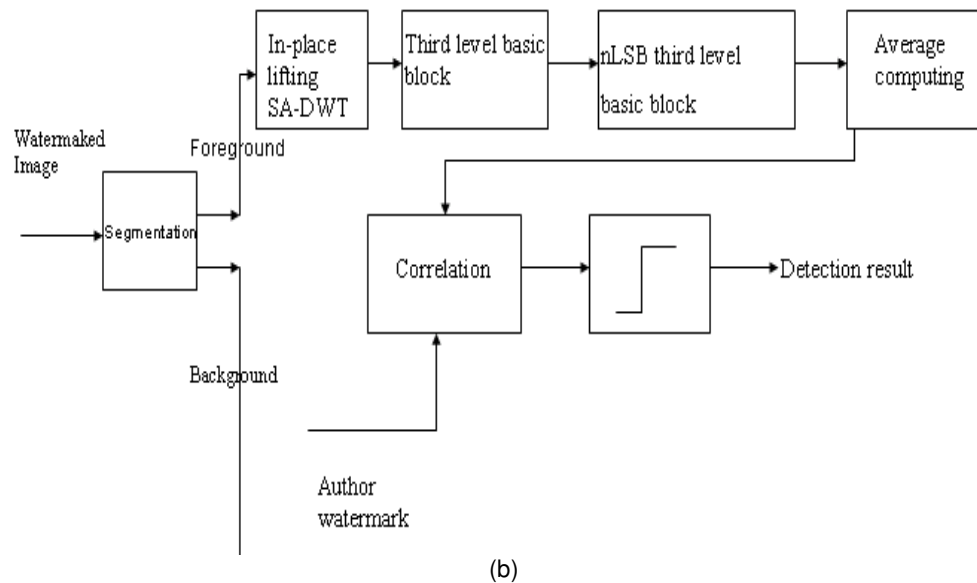 In-place
lifting
SA-DWT
Third level basic
block
nLSB third level
basic block
Average
computing
Watermaked
Image
Foreground
Segmentation
Correlation
Detection result
Background
Author
watermark
(b)